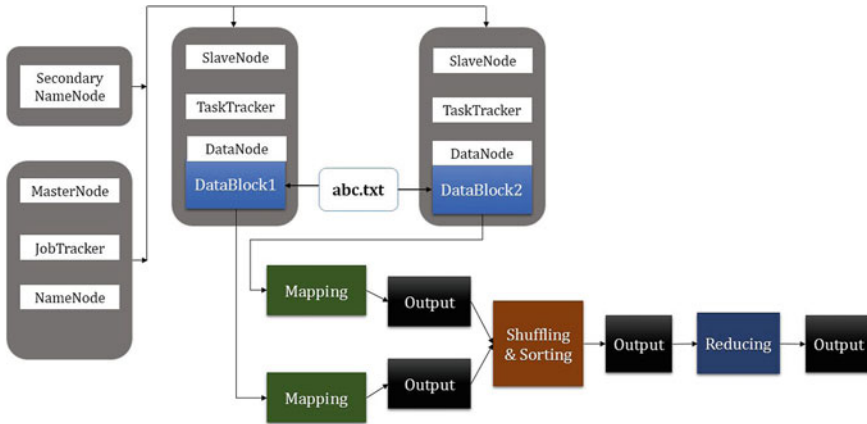 Secondary
NameNode
MasterNode
JobTracker
NameNode
SlaveNode
TaskTracker
DataNode
DataBlock1
abc.txt
SlaveNode
TaskTracker
DataNode
DataBlock2
Mapping
Output
Mapping
Output
Shuffling
& Sorting
Output
Reducing
Output